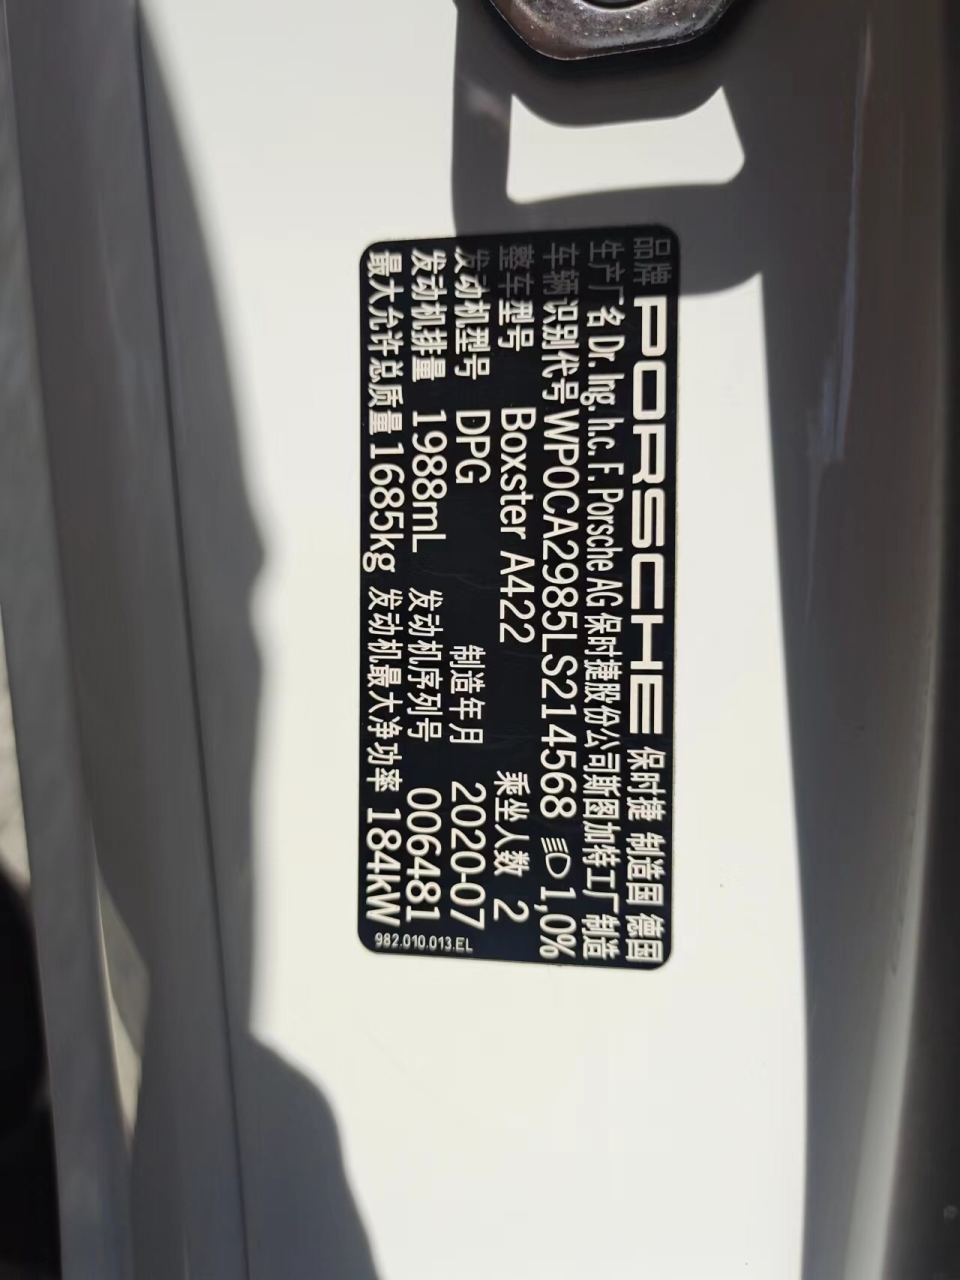 品牌 PORSCHE 保时捷 制造国 德国
生产厂名 Dr. Ing. h.c. F. Porsche AG 保时捷股份公司斯图加特工厂 制造
车辆识别代号 WP0CA2985LS214568 1,0%
整车型号 Boxster A422 乘坐人数 2
发动机型号 DPG 制造年月 2020-07
发动机排量 1988mL 发动机序列号 006481
最大允许总质量 1685kg 发动机最大净功率 184kW
982.010.013.EL